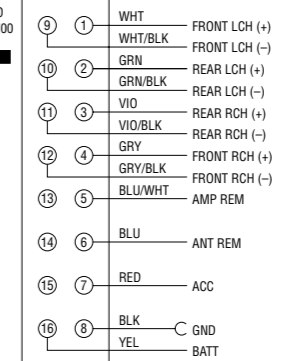 0
00
9 1 WHT FRONT LCH (+)
WHT/BLK FRONT LCH (–)
10 2 GRN REAR LCH (+)
GRN/BLK REAR LCH (–)
11 3 VIO REAR RCH (+)
VIO/BLK REAR RCH (–)
12 4 GRY FRONT RCH (+)
GRY/BLK FRONT RCH (–)
13 5 BLU/WHT AMP REM
14 6 BLU ANT REM
15 7 RED ACC
16 8 BLK GND
YEL BATT